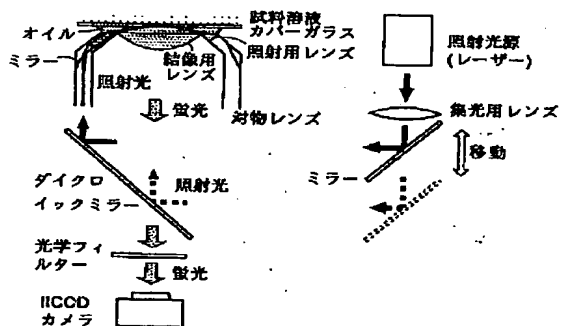 試料溶液
オイル
カバーガラス
ミラー
結像用
レンズ
照射用レンズ
照射光
蛍光
対物レンズ
照射光源
(レーザー)
集光用レンズ
移動
ミラー
ダイクロ
イックミラー
照射光
光学フィ
ルター
蛍光
IICCD
カメラ